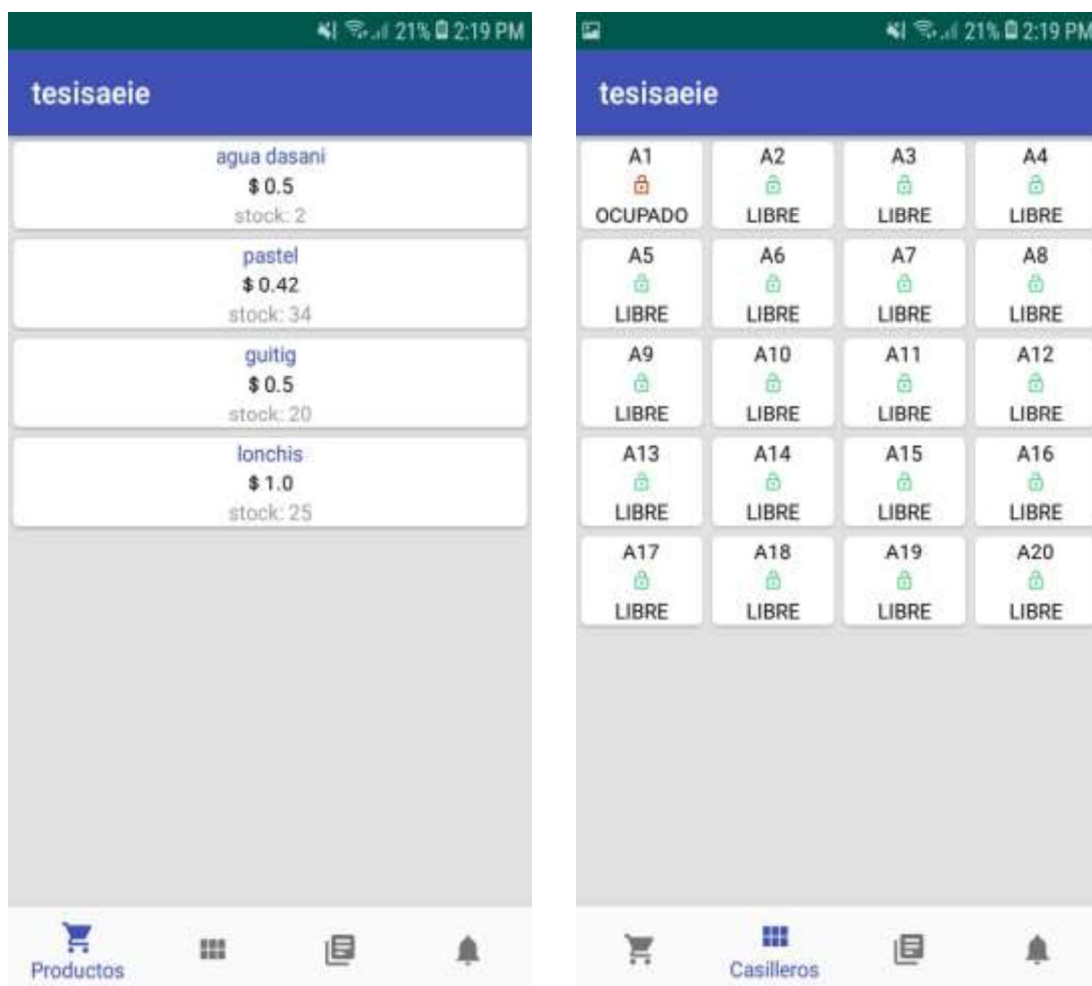 21% 2:19 PM
tesisaeie
agua dasani
$ 0.5
stock: 2
pastel
$ 0.42
stock: 34
guitig
$ 0.5
stock: 20
lonchis
$ 1.0
stock: 25
Productos
21% 2:19 PM
tesisaeie
A1 A2 A3 A4
OCUPADO LIBRE LIBRE LIBRE
A5 A6 A7 A8
LIBRE LIBRE LIBRE LIBRE
A9 A10 A11 A12
LIBRE LIBRE LIBRE LIBRE
A13 A14 A15 A16
LIBRE LIBRE LIBRE LIBRE
A17 A18 A19 A20
LIBRE LIBRE LIBRE LIBRE
Casilleros